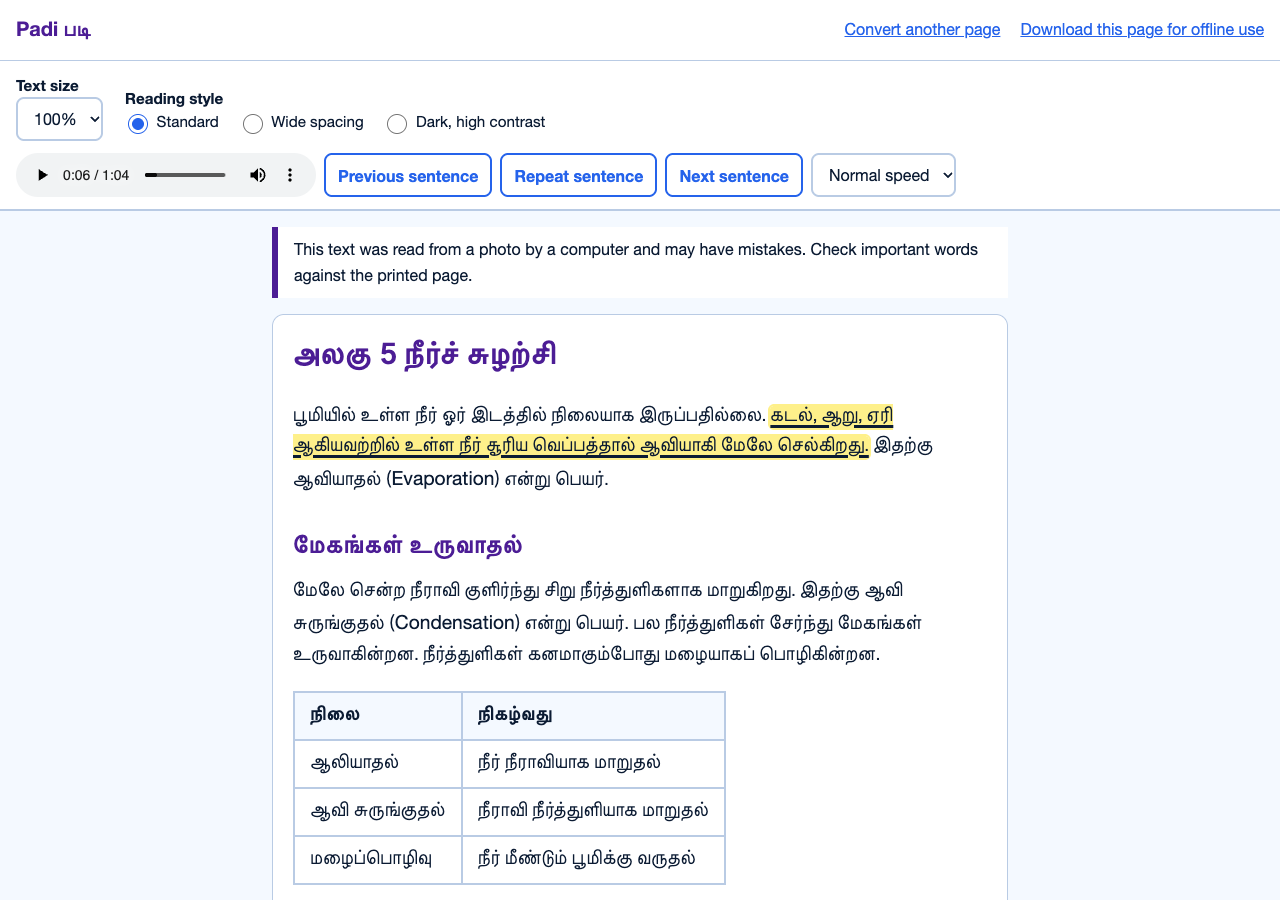 Padi படி
Convert another page
Download this page for offline use
Text size
100%
Reading style
Standard
Wide spacing
Dark, high contrast
0:06 / 1:04
Previous sentence
Repeat sentence
Next sentence
Normal speed
This text was read from a photo by a computer and may have mistakes. Check important words
against the printed page.
அலகு 5 நீர்ச் சுழற்சி
பூமியில் உள்ள நீர் ஓர் இடத்தில் நிலையாக இருப்பதில்லை. கடல், ஆறு, ஏரி
ஆகியவற்றில் உள்ள நீர் சூரிய வெப்பத்தால் ஆவியாகி மேலே செல்கிறது. இதற்கு
ஆவியாதல் (Evaporation) என்று பெயர்.
மேகங்கள் உருவாதல்
மேலே சென்ற நீராவி குளிர்ந்து சிறு நீர்த்துளிகளாக மாறுகிறது. இதற்கு ஆவி
சுருங்குதல் (Condensation) என்று பெயர். பல நீர்த்துளிகள் சேர்ந்து மேகங்கள்
உருவாகின்றன. நீர்த்துளிகள் கனமாகும்போது மழையாகப் பொழிகின்றன.
நிலை நிகழ்வது
ஆலியாதல் நீர் நீராவியாக மாறுதல்
ஆவி சுருங்குதல் நீராவி நீர்த்துளியாக மாறுதல்
மழைப்பொழிவு நீர் மீண்டும் பூமிக்கு வருதல்